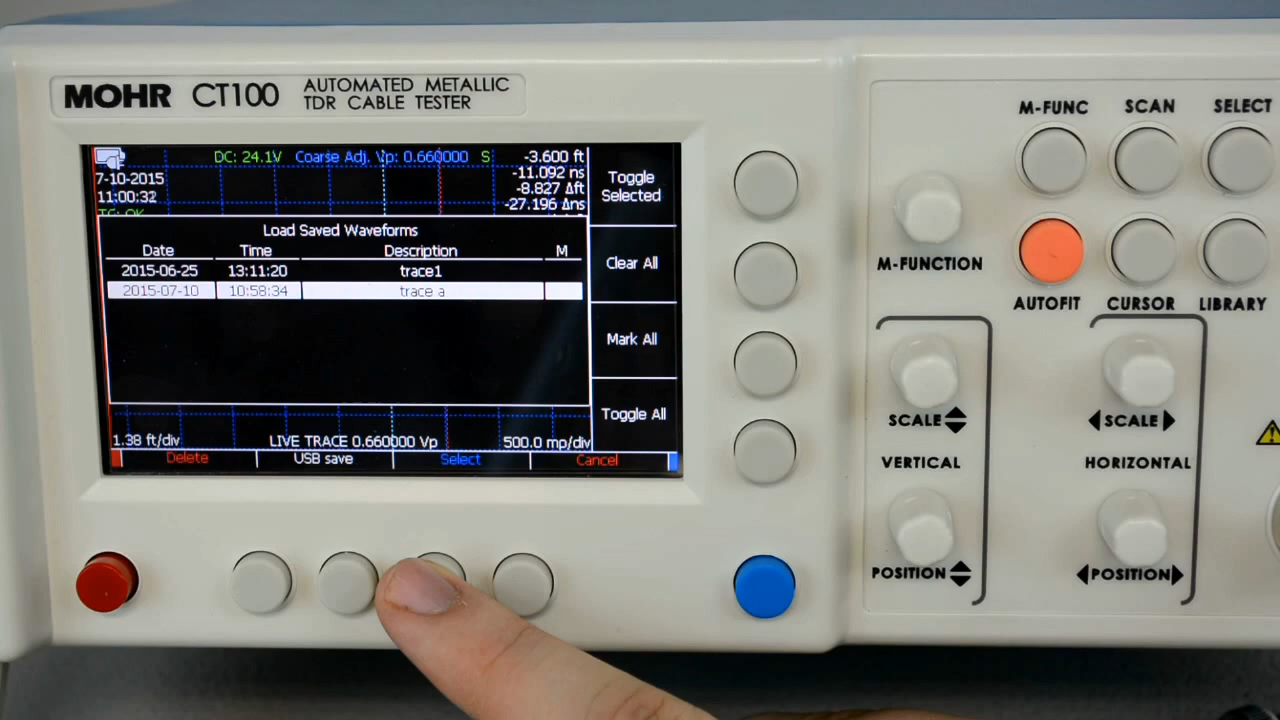 MOHR CT100 AUTOMATED METALLIC
TDR CABLE TESTER
DC: 24.1V Coarse Adj. Vp: 0.660000 S -3.600 ft
7-10-2015 -11.092 ns
-8.827 Δft
11:00:32 -27.196 Δns
Load Saved Waveforms
Date Time Description M
2015-06-25 13:11:20 trace1
2015-07-10 10:58:34 trace a
1.38 ft/div LIVE TRACE 0.660000 Vp 500.0 mp/div
Delete USB save Select Cancel
Toggle
Selected
Clear All
Mark All
Toggle All
M-FUNC SCAN SELECT
M-FUNCTION
AUTOFIT CURSOR LIBRARY
SCALE SCALE
VERTICAL HORIZONTAL
POSITION POSITION